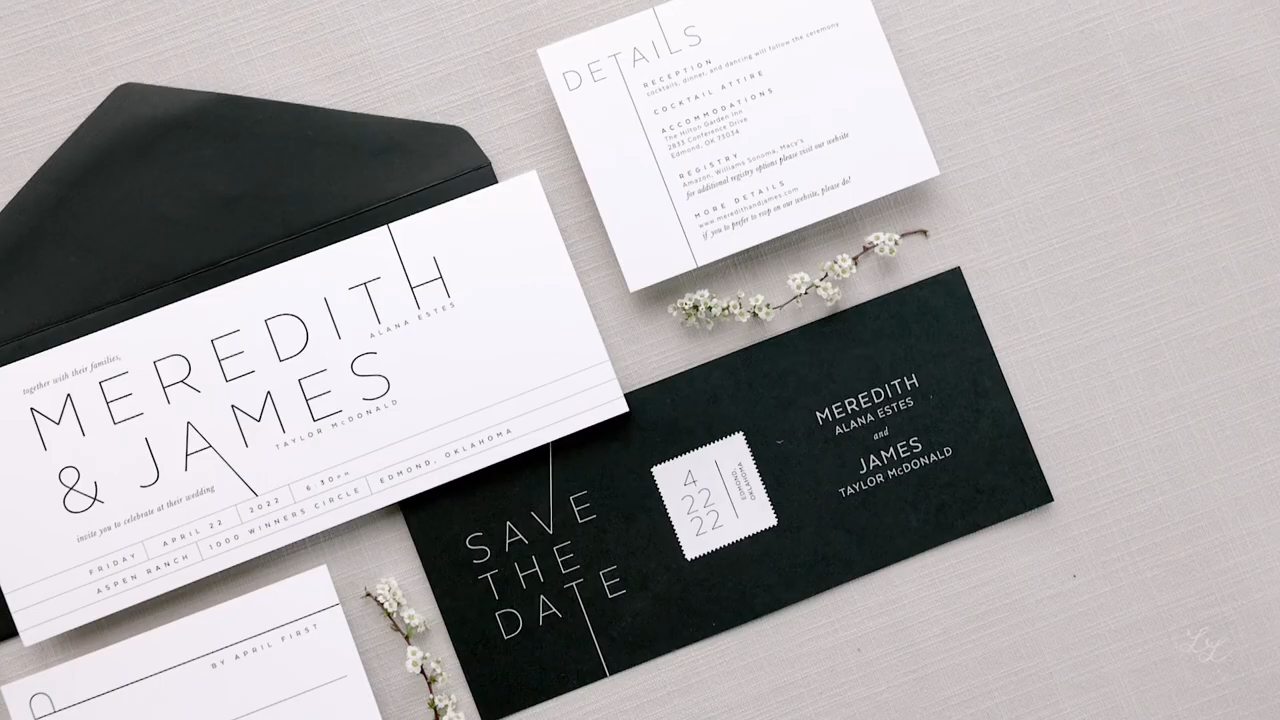 DETAILS
RECEPTION
cocktails, dinner, and dancing will follow the ceremony
COCKTAIL ATTIRE
ACCOMMODATIONS
The Hilton Garden Inn
2833 Conference Drive
Edmond, OK 73034
REGISTRY
Amazon, Williams Sonoma, Macy's
for additional registry options please visit our website
MORE DETAILS
www.meredithandjames.com
if you to prefer to rsvp on our website, please do!
together with their families,
MEREDITH
ALANA ESTES
& JAMES
TAYLOR McDONALD
invite you to celebrate at their wedding
FRIDAY APRIL 22 2022 6:30PM
ASPEN RANCH 1000 WINNERS CIRCLE EDMOND, OKLAHOMA
SAVE
THE
DATE
4
22
22
EDMOND,
OKLAHOMA
MEREDITH
ALANA ESTES
and
JAMES
TAYLOR McDONALD
BY APRIL FIRST